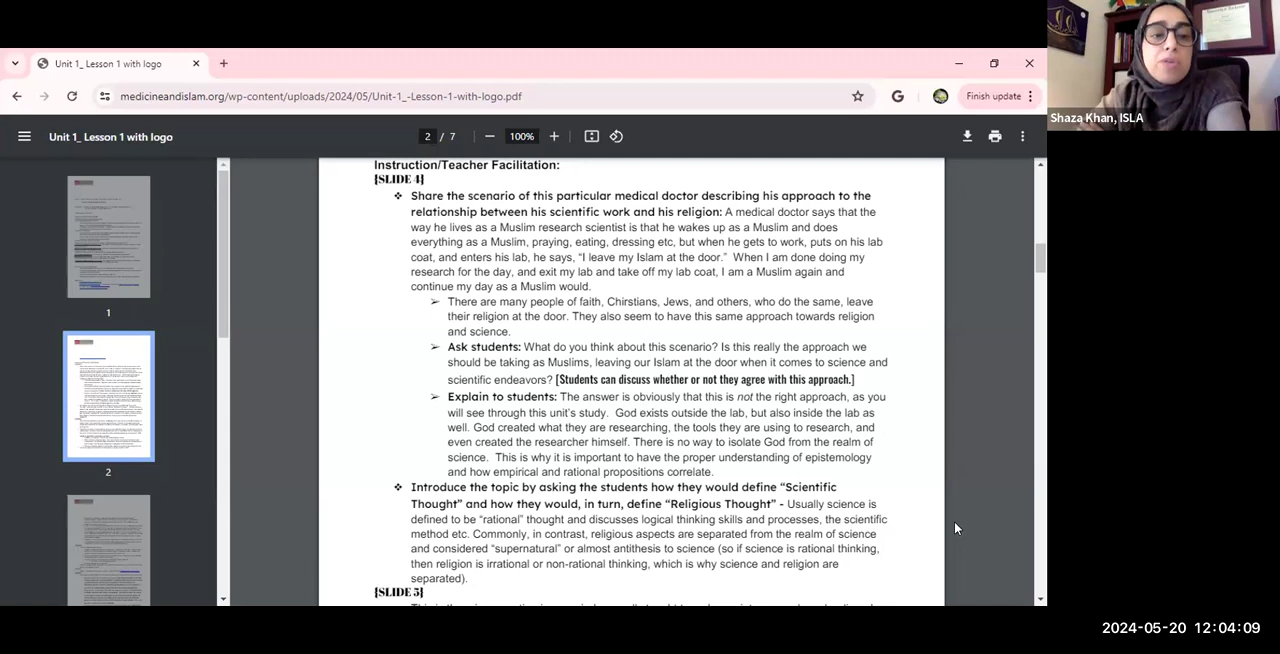 Unit 1_ Lesson 1 with logo
medicineandislam.org/wp-content/uploads/2024/05/Unit-1_-Lesson-1-with-logo.pdf
Finish update
Shaza Khan, ISLA
Unit 1_ Lesson 1 with logo
2 / 7
100%
1
2
Instruction/Teacher Facilitation:
{SLIDE 4}
❖ Share the scenario of this particular medical doctor describing his approach to the
relationship between his scientific work and his religion: A medical doctor says that the
way he lives as a Muslim research scientist is that he wakes up as a Muslim and does
everything as a Muslim, praying, eating, dressing etc, but when he gets to work, puts on his lab
coat, and enters his lab, he says, “I leave my Islam at the door.” When I am done doing my
research for the day, and exit my lab and take off my lab coat, I am a Muslim again and
continue my day as a Muslim would.
➢ There are many people of faith, Chirstians, Jews, and others, who do the same, leave
their religion at the door. They also seem to have this same approach towards religion
and science.
➢ Ask students: What do you think about this scenario? Is this really the approach we
should be taking as Muslims, leaving our Islam at the door when it comes to science and
scientific endeavors? [Students can discuss whether or not they agree with this approach.]
➢ Explain to students: The answer is obviously that this is not the right approach, as you
will see through this unit's study. God exists outside the lab, but also inside the lab as
well. God created what they are researching, the tools they are using to research, and
even created the researcher himself. There is no way to isolate God from the realm of
science. This is why it is important to have the proper understanding of epistemology
and how empirical and rational propositions correlate.
❖ Introduce the topic by asking the students how they would define “Scientific
Thought” and how they would, in turn, define “Religious Thought” - Usually science is
defined to be “rational” thought and discusses logical thinking skills and processes, the scientific
method etc. Commonly, in contrast, religious aspects are separated from the realm of science
and considered “supernatural” or almost antithesis to science (so if science is rational thinking,
then religion is irrational or non-rational thinking, which is why science and religion are
separated).
{SLIDE 5}
2024-05-20 12:04:09